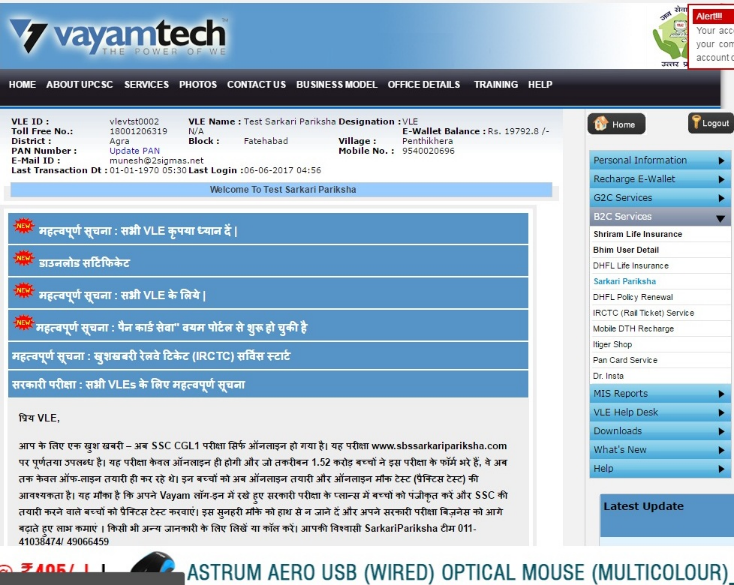 vayamtech
THE POWER OF WE
जन सेवा
उत्तर प्र
Alert!!!
Your acc
your com
account
HOME ABOUT UPCSC SERVICES PHOTOS CONTACT US BUSINESS MODEL OFFICE DETAILS TRAINING HELP
VLE ID : vlevtst0002 VLE Name : Test Sarkari Pariksha Designation : VLE
Toll Free No.: 18001206319 N/A E-Wallet Balance : Rs. 19792.8 /-
District : Agra Block : Fatehabad Village : Penthikhera
PAN Number : Update PAN Mobile No. : 9540020696
E-Mail ID : munesh@2sigmas.net
Last Transaction Dt : 01-01-1970 05:30 Last Login : 06-06-2017 04:56
Welcome To Test Sarkari Pariksha
Home Logout
NEW महत्वपूर्ण सूचना : सभी VLE कृपया ध्यान दें |
NEW डाउनलोड सर्टिफिकेट
NEW महत्वपूर्ण सूचना : सभी VLE के लिये |
NEW महत्वपूर्ण सूचना : पैन कार्ड सेवा" वयम पोर्टल से शुरू हो चुकी है
महत्वपूर्ण सूचना : खुशखबरी रेलवे टिकेट (IRCTC) सर्विस स्टार्ट
सरकारी परीक्षा : सभी VLEs के लिए महत्वपूर्ण सूचना
प्रिय VLE,
आप के लिए एक खुश खबरी – अब SSC CGL1 परीक्षा सिर्फ ऑनलाइन हो गया है। यह परीक्षा www.sbssarkaripariksha.com
पर पूर्णतया उपलब्ध है। यह परीक्षा केवल ऑनलाइन ही होगी और जो तकरीबन 1.52 करोड़ बच्चों ने इस परीक्षा के फॉर्म भरे हैं, वे अब
तक केवल ऑफ-लाइन तयारी ही कर रहे थे। इन बच्चों को अब ऑनलाइन तयारी और ऑनलाइन मौक टेस्ट (प्रैक्टिस टेस्ट) की
आवश्यकता है। यह मौका है कि अपने Vayam लॉग-इन में रखे हुए सरकारी परीक्षा के प्लान्स में बच्चों को पंजीकृत करें और SSC की
तयारी करने वाले बच्चों को प्रैक्टिस टेस्ट करवाएं। इस सुनहरी मौके को हाथ से न जाने दें और अपने सरकारी परीक्षा बिज़नेस को आगे
बढ़ाते हुए लाभ कमाएं । किसी भी अन्य जानकारी के लिए लिखें या कॉल करें। आपकी विश्वासी SarkariPariksha टीम 011-
41038474/ 49066459
Personal Information
Recharge E-Wallet
G2C Services
B2C Services
Shriram Life Insurance
Bhim User Detail
DHFL Life Insurance
Sarkari Pariksha
DHFL Policy Renewal
IRCTC (Rail Ticket) Service
Mobile DTH Recharge
Itiger Shop
Pan Card Service
Dr. Insta
MIS Reports
VLE Help Desk
Downloads
What's New
Help
Latest Update
ASTRUM AERO USB (WIRED) OPTICAL MOUSE (MULTICOLOUR)